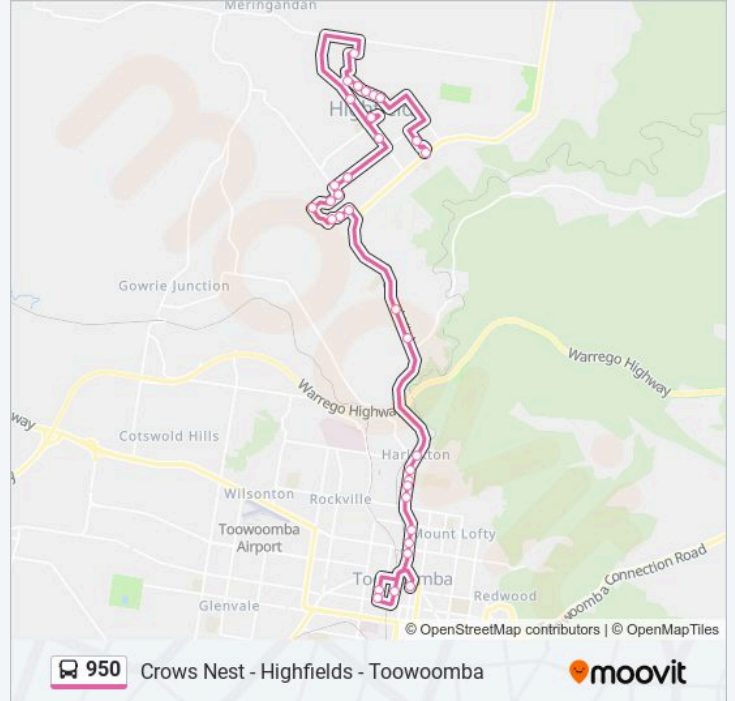 Meringandan
Highfields
Gowrie Junction
Warrego Highway
Warrego Highway
way
Cotswold Hills
Harlaxton
Wilsonton
Rockville
Toowoomba
Airport
Mount Lofty
Toowoomba
Toowoomba Connection Road
Redwood
Glenvale
© OpenStreetMap contributors | © OpenMapTiles
950 Crows Nest - Highfields - Toowoomba
moovit